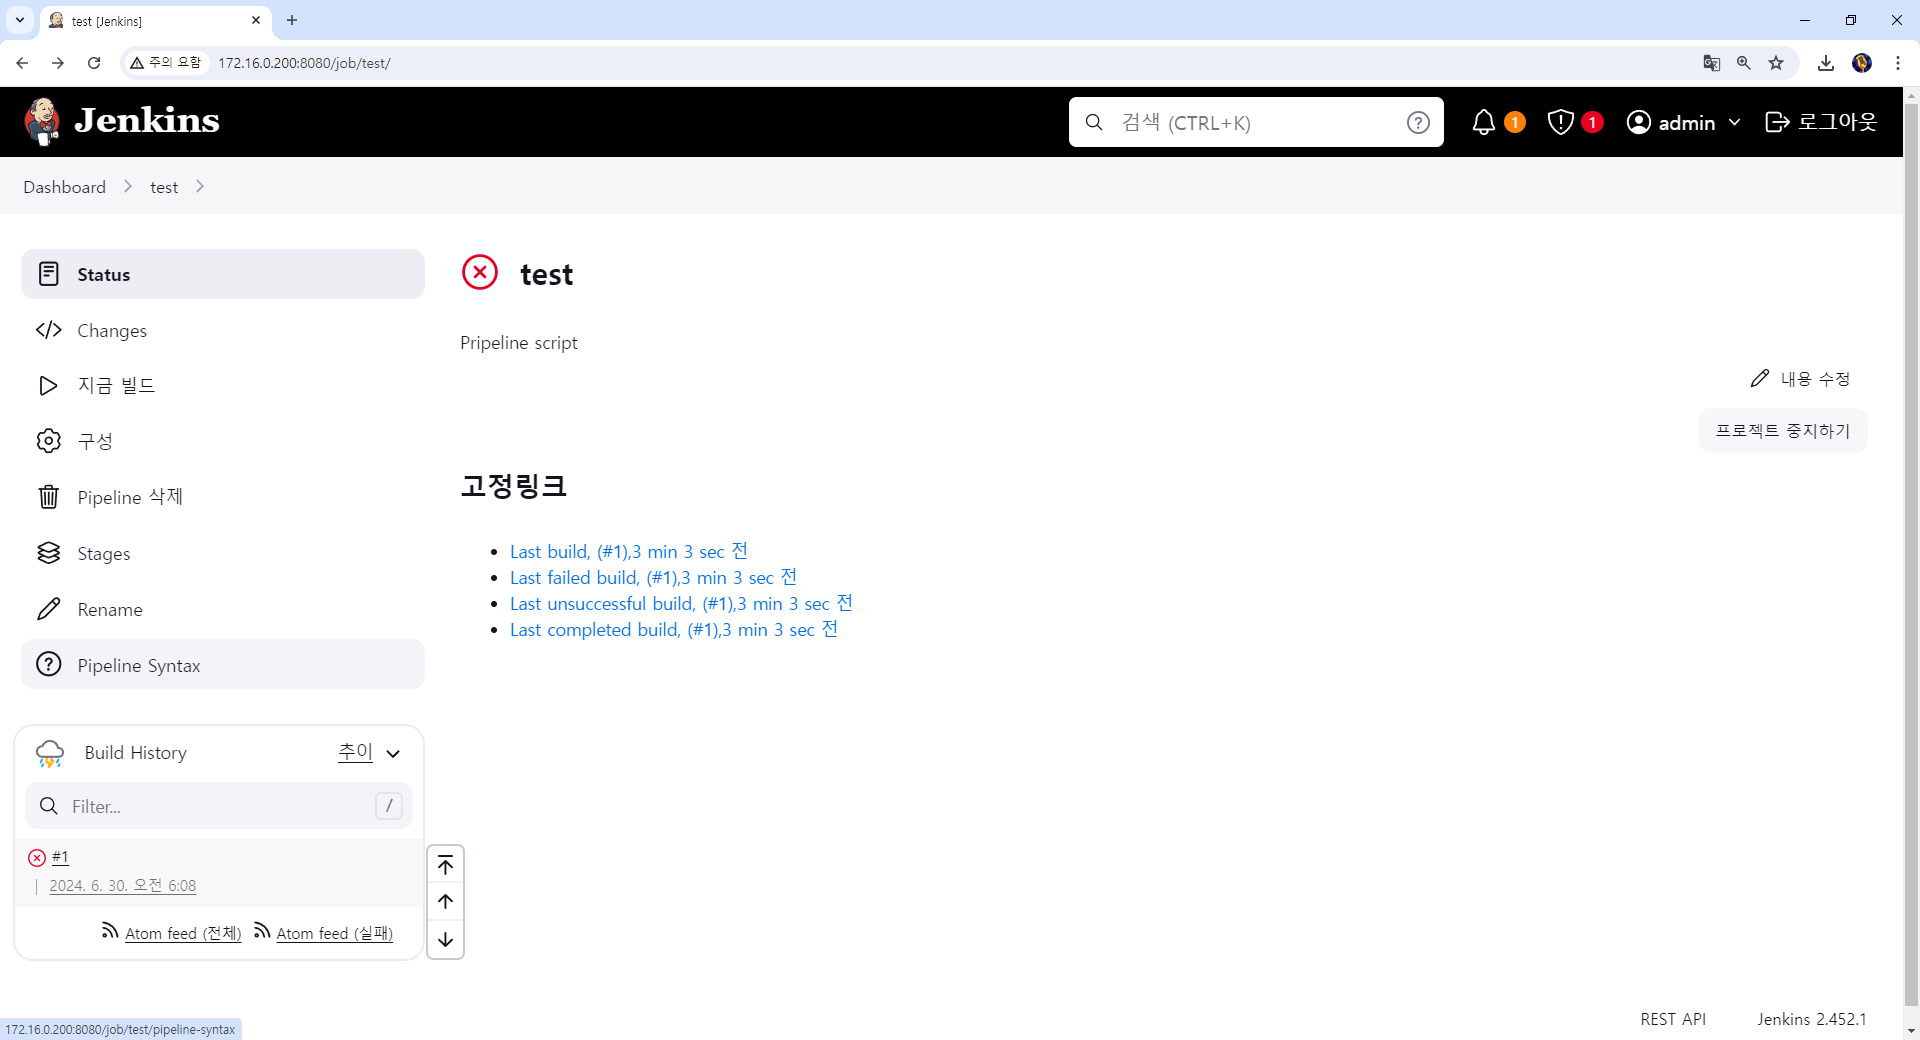 test [Jenkins]
주의 요함
172.16.0.200:8080/job/test/
Jenkins
검색 (CTRL+K)
1
1
admin
로그아웃
Dashboard
test
Status
Changes
지금 빌드
구성
Pipeline 삭제
Stages
Rename
Pipeline Syntax
test
Pripeline script
내용 수정
프로젝트 중지하기
고정링크
Last build, (#1),3 min 3 sec 전
Last failed build, (#1),3 min 3 sec 전
Last unsuccessful build, (#1),3 min 3 sec 전
Last completed build, (#1),3 min 3 sec 전
Build History
추이
Filter...
/
#1
2024. 6. 30. 오전 6:08
Atom feed (전체)
Atom feed (실패)
REST API
Jenkins 2.452.1
172.16.0.200:8080/job/test/pipeline-syntax